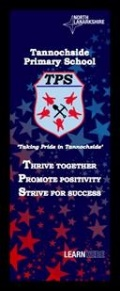 NORTH
LANARKSHIRE
Tannochside
Primary School
TPS
'Taking Pride in Tannochside'
THRIVE TOGETHER
PROMOTE POSITIVITY
STRIVE FOR SUCCESS
LEARN